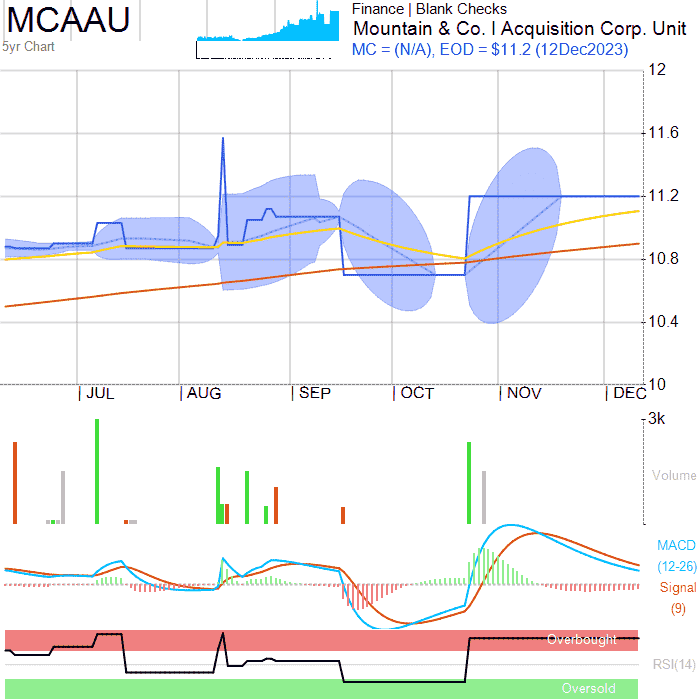 MCAAU
5yr Chart
Finance | Blank Checks
Mountain & Co. I Acquisition Corp. Unit
MC = (N/A), EOD = $11.2 (12Dec2023)
12
11.6
11.2
10.8
10.4
10
JUL
AUG
SEP
OCT
NOV
DEC
3k
Volume
MACD
(12-26)
Signal
(9)
Overbought
RSI(14)
Oversold